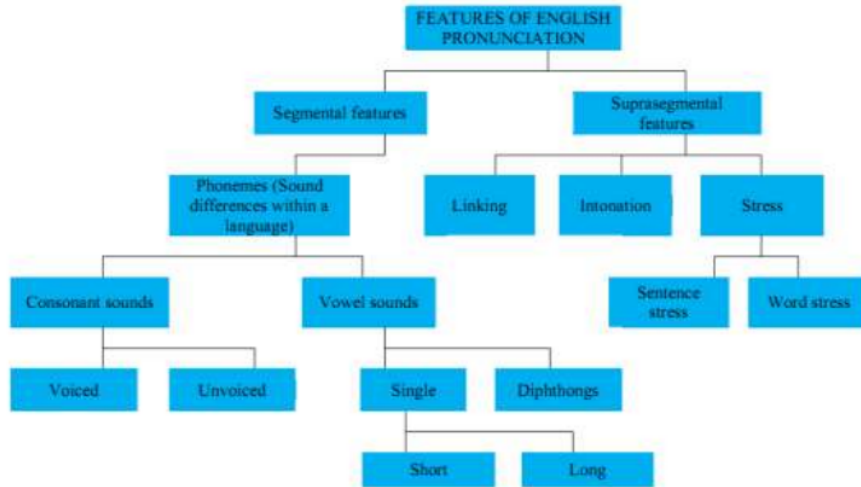 FEATURES OF ENGLISH
PRONUNCIATION
Segmental features
Suprasegmental
features
Phonemes (Sound
differences within a
language)
Linking
Intonation
Stress
Consonant sounds
Vowel sounds
Sentence
stress
Word stress
Voiced
Unvoiced
Single
Diphthongs
Short
Long